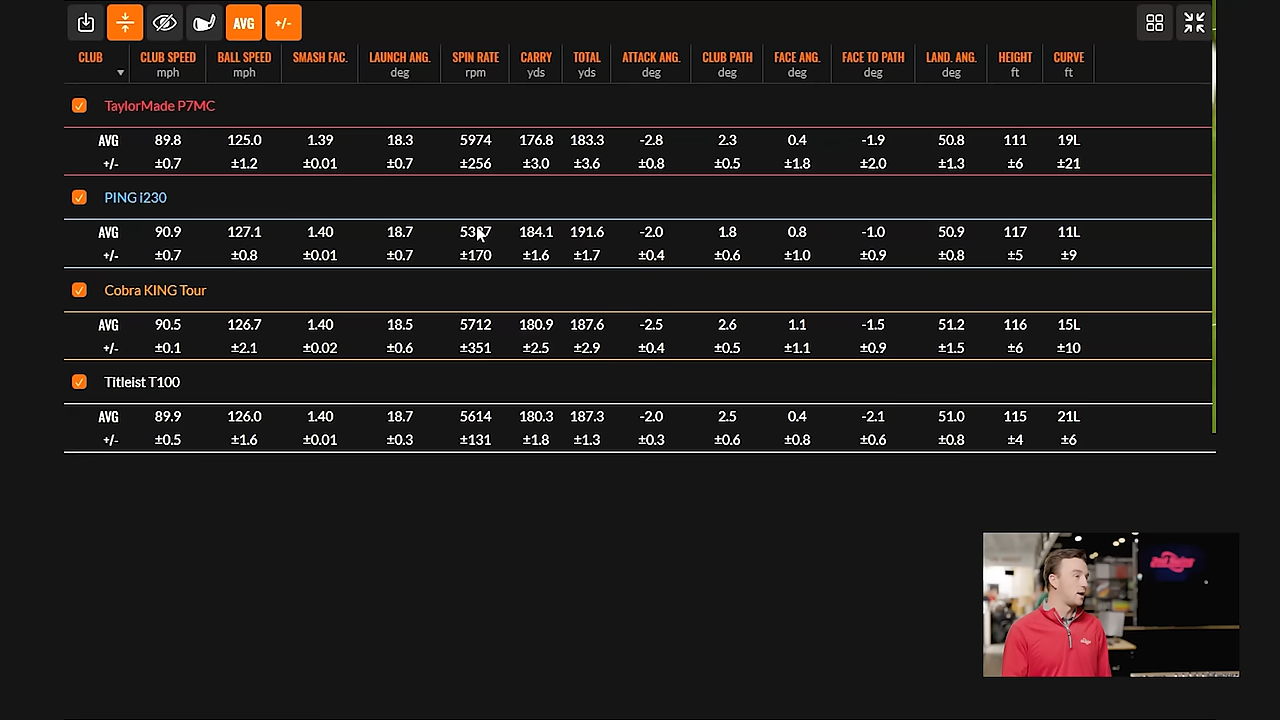 AVG +/-
CLUB CLUB SPEED BALL SPEED SMASH FAC. LAUNCH ANG. SPIN RATE CARRY TOTAL ATTACK ANG. CLUB PATH FACE ANG. FACE TO PATH LAND. ANG. HEIGHT CURVE
mph mph deg rpm yds yds deg deg deg deg deg ft ft
TaylorMade P7MC
AVG 89.8 125.0 1.39 18.3 5974 176.8 183.3 -2.8 2.3 0.4 -1.9 50.8 111 19L
+/- ±0.7 ±1.2 ±0.01 ±0.7 ±256 ±3.0 ±3.6 ±0.8 ±0.5 ±1.8 ±2.0 ±1.3 ±6 ±21
PING i230
AVG 90.9 127.1 1.40 18.7 184.1 191.6 -2.0 1.8 0.8 -1.0 50.9 117 11L
+/- ±0.7 ±0.8 ±0.01 ±0.7 ±170 ±1.6 ±1.7 ±0.4 ±0.6 ±1.0 ±0.9 ±0.8 ±5 ±9
Cobra KING Tour
AVG 90.5 126.7 1.40 18.5 5712 180.9 187.6 -2.5 2.6 1.1 -1.5 51.2 116 15L
+/- ±0.1 ±2.1 ±0.02 ±0.6 ±351 ±2.5 ±2.9 ±0.4 ±0.5 ±1.1 ±0.9 ±1.5 ±6 ±10
Titleist T100
AVG 89.9 126.0 1.40 18.7 5614 180.3 187.3 -2.0 2.5 0.4 -2.1 51.0 115 21L
+/- ±0.5 ±1.6 ±0.01 ±0.3 ±131 ±1.8 ±1.3 ±0.3 ±0.6 ±0.8 ±0.6 ±0.8 ±4 ±6